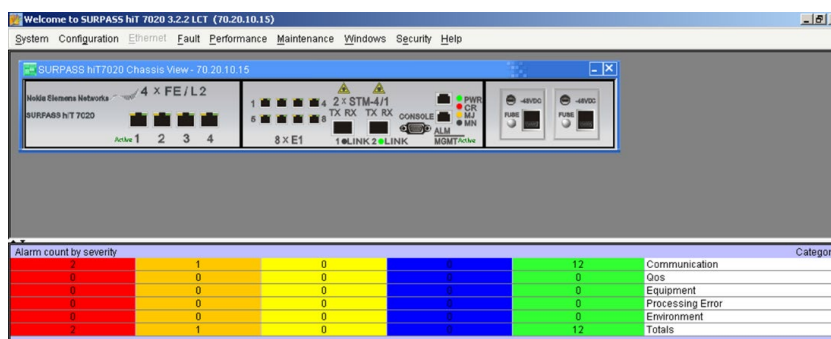 Welcome to SURPASS hiT 7020 3.2.2 LCT (70.20.10.15)
System Configuration Ethernet Fault Performance Maintenance Windows Security Help
SURPASS hiT7020 Chassis View - 70.20.10.15
Nokia Siemens Networks
SURPASS hiT 7020
4 × FE/L2
Active 1 2 3 4
1 4
5 8
8 × E1
2 × STM-4/1
TX RX TX RX
1 LINK 2 LINK
CONSOLE
ALM
MGMT Active
PWR
CR
MJ
MN
-48VDC
FUSE
-48VDC
FUSE
Alarm count by severity Categor
2 1 0 0 12 Communication
0 0 0 0 0 Qos
0 0 0 0 0 Equipment
0 0 0 0 0 Processing Error
0 0 0 0 0 Environment
2 1 0 0 12 Totals